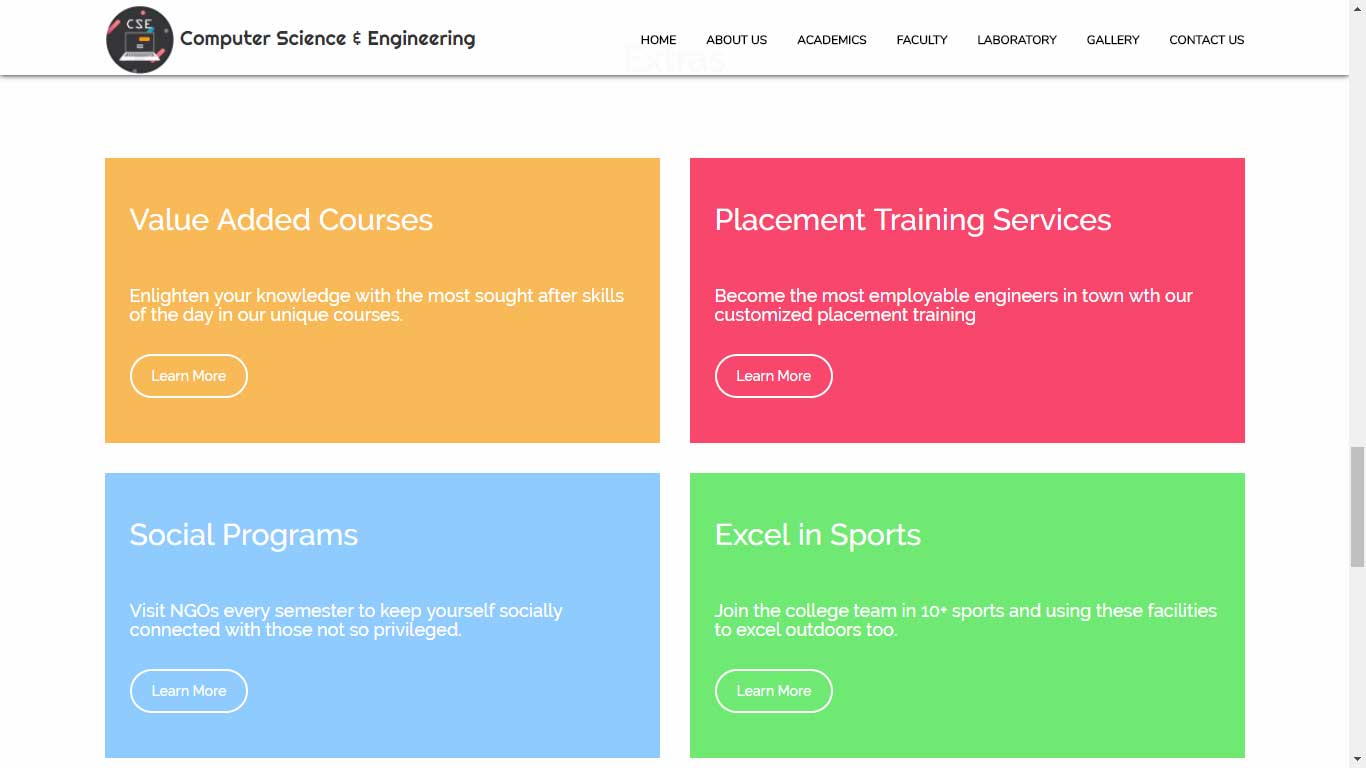 CSE
Computer Science & Engineering
HOME ABOUT US ACADEMICS FACULTY LABORATORY GALLERY CONTACT US
Extras
Value Added Courses
Enlighten your knowledge with the most sought after skills
of the day in our unique courses.
Learn More
Placement Training Services
Become the most employable engineers in town wth our
customized placement training
Learn More
Social Programs
Visit NGOs every semester to keep yourself socially
connected with those not so privileged.
Learn More
Excel in Sports
Join the college team in 10+ sports and using these facilities
to excel outdoors too.
Learn More